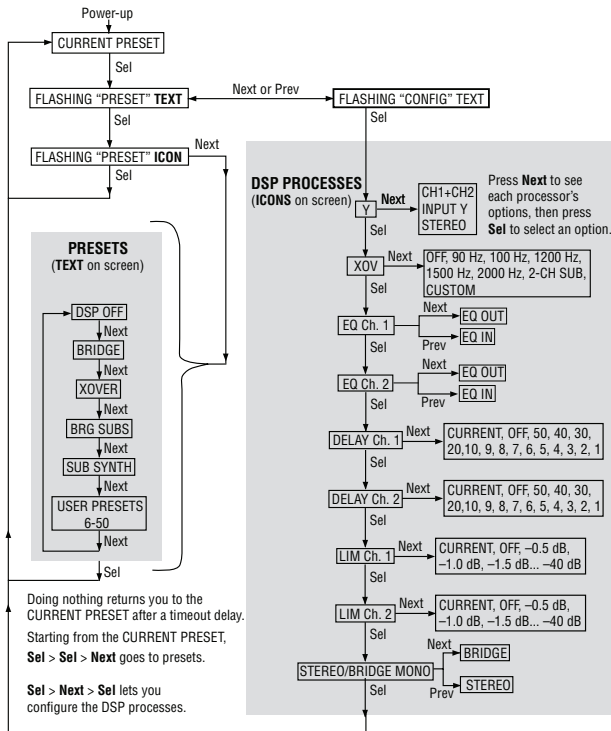 Power-up
CURRENT PRESET
Sel
FLASHING “PRESET” TEXT
Next or Prev
FLASHING “CONFIG” TEXT
Sel
Sel
FLASHING “PRESET” ICON
Next
Sel
PRESETS
(TEXT on screen)
DSP OFF
Next
BRIDGE
Next
XOVER
Next
BRG SUBS
Next
SUB SYNTH
Next
USER PRESETS
6-50
Next
Sel
Doing nothing returns you to the
CURRENT PRESET after a timeout delay.
Starting from the CURRENT PRESET,
Sel > Sel > Next goes to presets.
Sel > Next > Sel lets you
configure the DSP processes.
DSP PROCESSES
(ICONS on screen)
Y
Next
CH1+CH2
INPUT Y
STEREO
Press Next to see
each processor’s
options, then press
Sel to select an option.
Sel
XOV
Next
OFF, 90 Hz, 100 Hz, 1200 Hz,
1500 Hz, 2000 Hz, 2-CH SUB,
CUSTOM
Sel
EQ Ch. 1
Next
EQ OUT
Prev
EQ IN
Sel
EQ Ch. 2
Next
EQ OUT
Prev
EQ IN
Sel
DELAY Ch. 1
Next
CURRENT, OFF, 50, 40, 30,
20,10, 9, 8, 7, 6, 5, 4, 3, 2, 1
Sel
DELAY Ch. 2
Next
CURRENT, OFF, 50, 40, 30,
20,10, 9, 8, 7, 6, 5, 4, 3, 2, 1
Sel
LIM Ch. 1
Next
CURRENT, OFF, –0.5 dB,
–1.0 dB, –1.5 dB... –40 dB
Sel
LIM Ch. 2
Next
CURRENT, OFF, –0.5 dB,
–1.0 dB, –1.5 dB... –40 dB
Sel
STEREO/BRIDGE MONO
Next
BRIDGE
Prev
STEREO
Sel